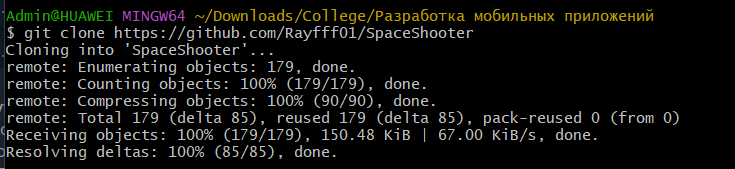 Admin@HUAWEI MINGW64 ~/Downloads/College/Разработка мобильных приложений
$ git clone https://github.com/Rayfff01/SpaceShooter
Cloning into 'SpaceShooter'...
remote: Enumerating objects: 179, done.
remote: Counting objects: 100% (179/179), done.
remote: Compressing objects: 100% (90/90), done.
remote: Total 179 (delta 85), reused 179 (delta 85), pack-reused 0 (from 0)
Receiving objects: 100% (179/179), 150.48 KiB | 67.00 KiB/s, done.
Resolving deltas: 100% (85/85), done.